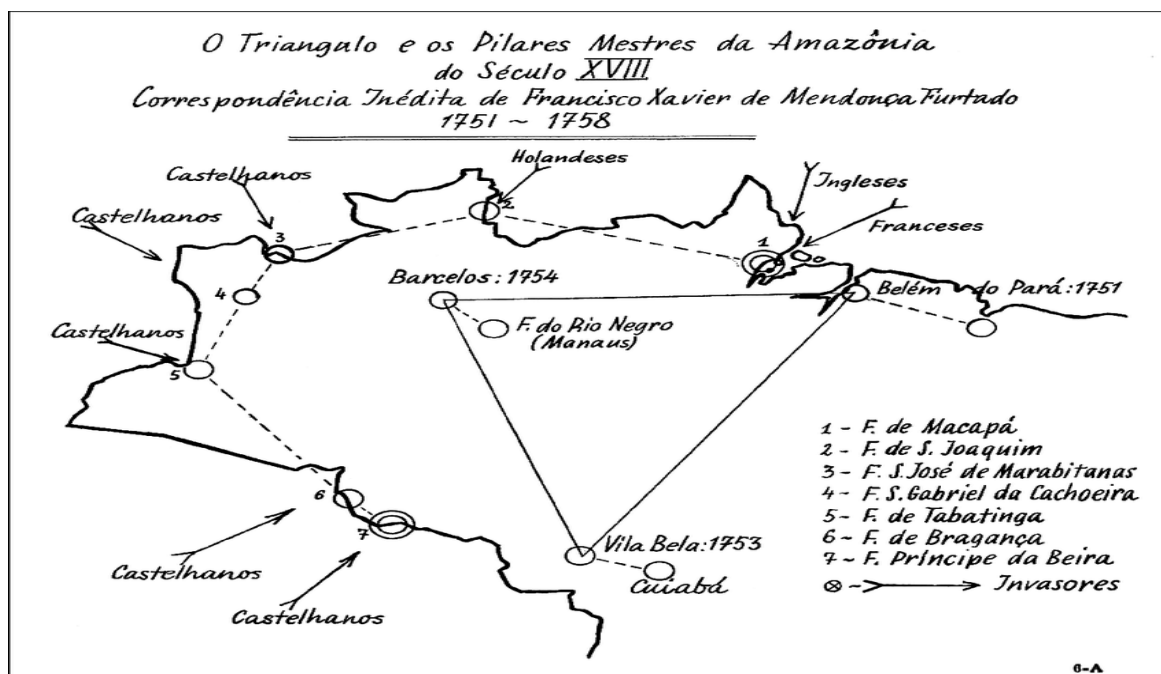 O Triangulo e os Pilares Mestres da Amazônia
do Século XVIII
Correspondência Inédita de Francisco Xavier de Mendonça Furtado
1751 ~ 1758
Holandeses
Castelhanos
Ingleses
Castelhanos
Franceses
2
3
1
Barcelos: 1754
Belém do Pará: 1751
4
F. do Rio Negro
(Manaus)
Castelhanos
5
1 - F. de Macapá
2 - F. de S. Joaquim
3 - F. S. José de Marabitanas
4 - F. S. Gabriel da Cachoeira
5 - F. de Tabatinga
6 - F. de Bragança
7 - F. Príncipe da Beira
Invasores
6
7
Vila Bela: 1753
Cuiabá
Castelhanos
Castelhanos
6-A